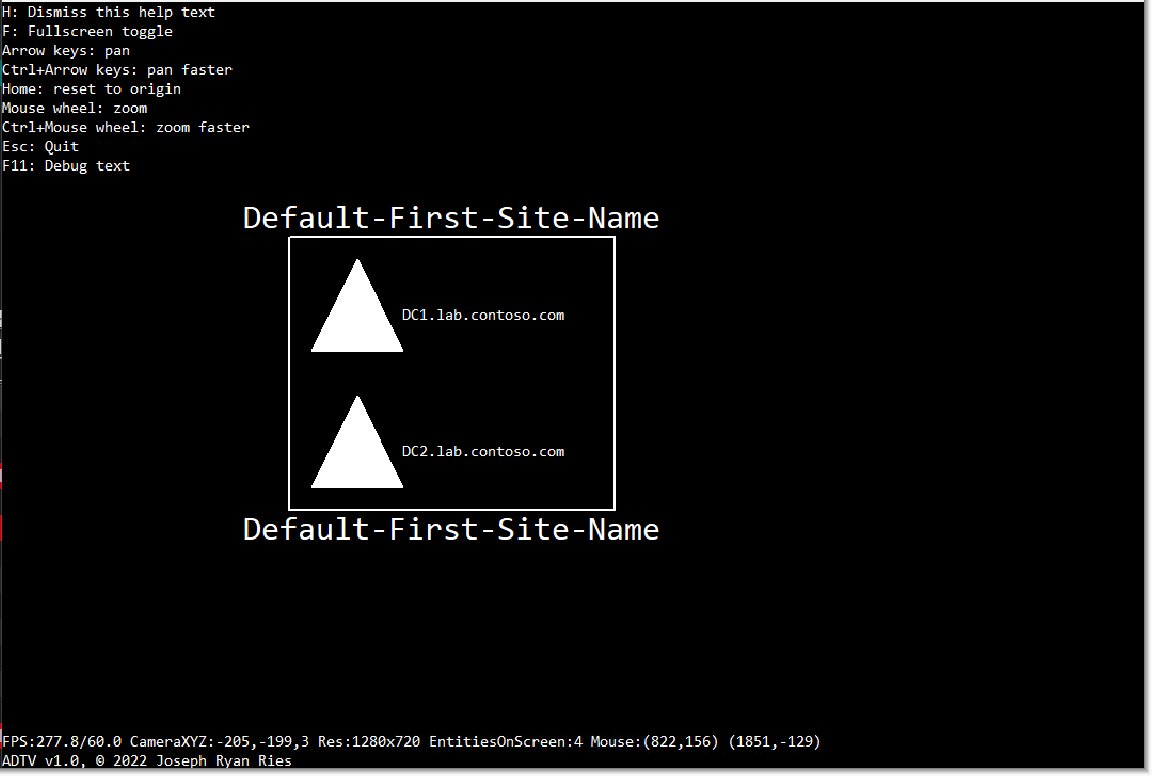 H: Dismiss this help text
F: Fullscreen toggle
Arrow keys: pan
Ctrl+Arrow keys: pan faster
Home: reset to origin
Mouse wheel: zoom
Ctrl+Mouse wheel: zoom faster
Esc: Quit
F11: Debug text
Default-First-Site-Name
DC1.lab.contoso.com
DC2.lab.contoso.com
Default-First-Site-Name
FPS:277.8/60.0 CameraXYZ:-205,-199,3 Res:1280x720 EntitiesOnScreen:4 Mouse:(822,156) (1851,-129)
ADTV v1.0, © 2022 Joseph Ryan Ries